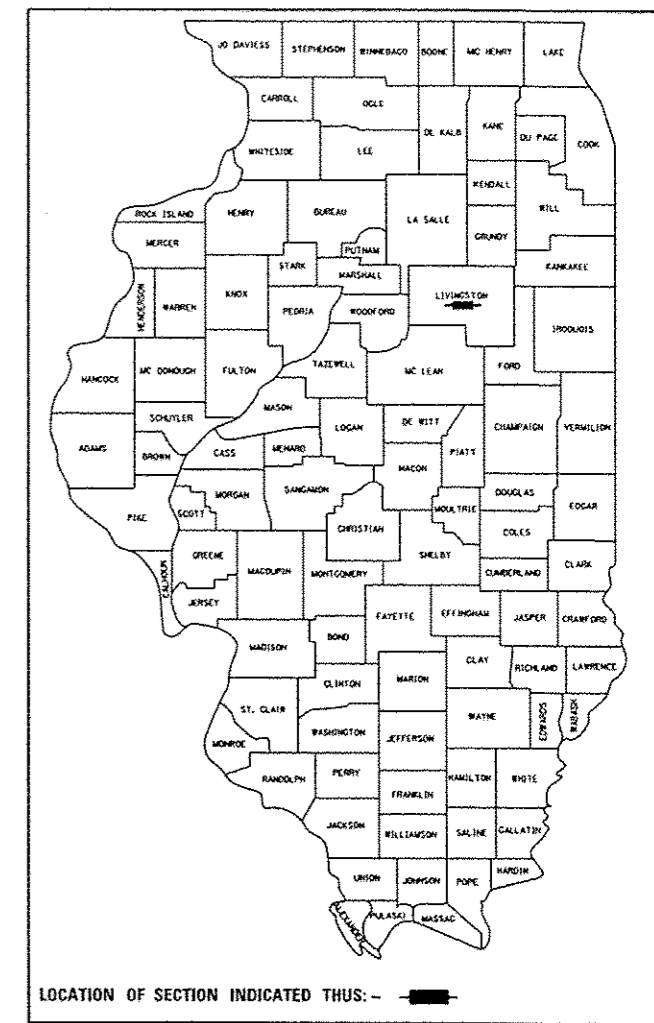 JO DAVIESS STEPHENSON WINNEBAGO BOONE MC HENRY LAKE
CARROLL OGLE DE KALB KANE DU PAGE COOK
WHITESIDE LEE KENDALL WILL
ROCK ISLAND HENRY BUREAU LA SALLE GRUNDY
MERCER PUTNAM KANKAKEE
STARK MARSHALL
HENDERSON WARREN KNOX PEORIA WOODFORD LIVINGSTON IROQUOIS
HANCOCK MC DONOUGH FULTON TAZEWELL MC LEAN FORD
MASON
SCHUYLER LOGAN DE WITT CHAMPAIGN VERMILION
ADAMS BROWN CASS MENARD MACON PIATT
MORGAN SANGAMON DOUGLAS EDGAR
PIKE SCOTT CHRISTIAN MOULTRIE COLES
GREENE MACOUPIN MONTGOMERY SHELBY CUMBERLAND CLARK
CALHOUN JERSEY
FAYETTE EFFINGHAM JASPER CRAWFORD
MADISON BOND
CLAY RICHLAND LAWRENCE
CLINTON MARION
ST. CLAIR WAYNE EDWARDS WABASH
MONROE WASHINGTON JEFFERSON
RANDOLPH PERRY HAMILTON WHITE
FRANKLIN
JACKSON WILLIAMSON SALINE GALLATIN
UNION JOHNSON POPE HARDIN
ALEXANDER PULASKI MASSAC
LOCATION OF SECTION INDICATED THUS: -